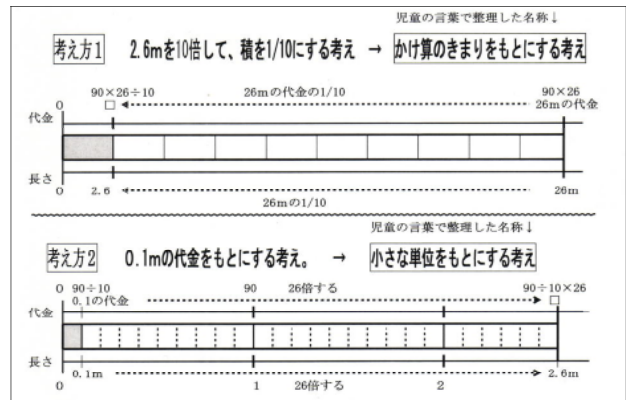 児童の言葉で整理した名称↓
考え方1 2.6mを10倍して、積を1/10にする考え → かけ算のきまりをもとにする考え
90×26÷10 90×26
0 □ 26mの代金の1/10 26mの代金
代金
長さ
0 2.6 26m
26mの1/10
児童の言葉で整理した名称↓
考え方2 0.1mの代金をもとにする考え。 → 小さな単位をもとにする考え
0 90÷10 90 26倍する 90÷10×26
0.1の代金 □
代金
長さ
0.1m 2.6m
0 1 26倍する 2